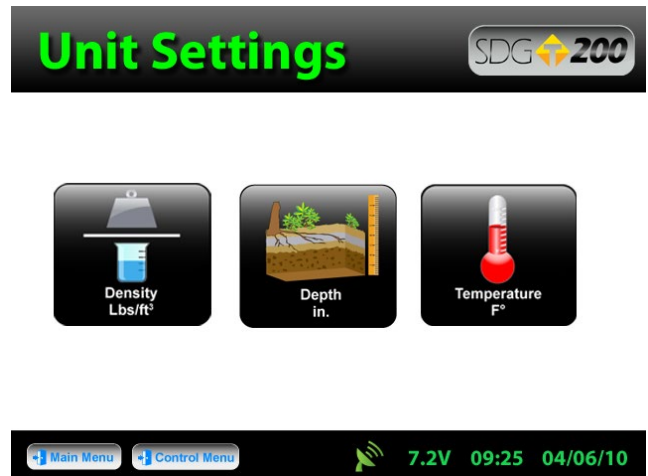 Unit Settings
SDG 200
Density
Lbs/ft³
Depth
in.
Temperature
F°
Main Menu
Control Menu
7.2V 09:25 04/06/10